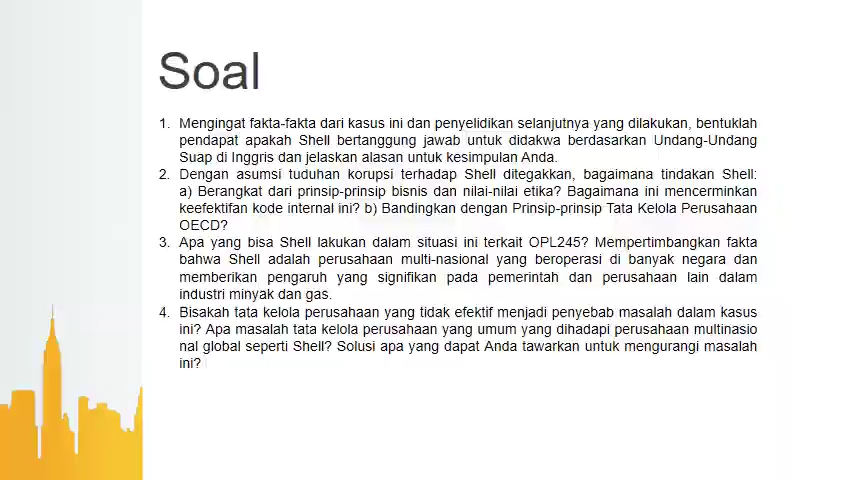 Soal
1. Mengingat fakta-fakta dari kasus ini dan penyelidikan selanjutnya yang dilakukan, bentuklah
pendapat apakah Shell bertanggung jawab untuk didakwa berdasarkan Undang-Undang
Suap di Inggris dan jelaskan alasan untuk kesimpulan Anda.
2. Dengan asumsi tuduhan korupsi terhadap Shell ditegakkan, bagaimana tindakan Shell:
a) Berangkat dari prinsip-prinsip bisnis dan nilai-nilai etika? Bagaimana ini mencerminkan
keefektifan kode internal ini? b) Bandingkan dengan Prinsip-prinsip Tata Kelola Perusahaan
OECD?
3. Apa yang bisa Shell lakukan dalam situasi ini terkait OPL245? Mempertimbangkan fakta
bahwa Shell adalah perusahaan multi-nasional yang beroperasi di banyak negara dan
memberikan pengaruh yang signifikan pada pemerintah dan perusahaan lain dalam
industri minyak dan gas.
4. Bisakah tata kelola perusahaan yang tidak efektif menjadi penyebab masalah dalam kasus
ini? Apa masalah tata kelola perusahaan yang umum yang dihadapi perusahaan multinasio
nal global seperti Shell? Solusi apa yang dapat Anda tawarkan untuk mengurangi masalah
ini?